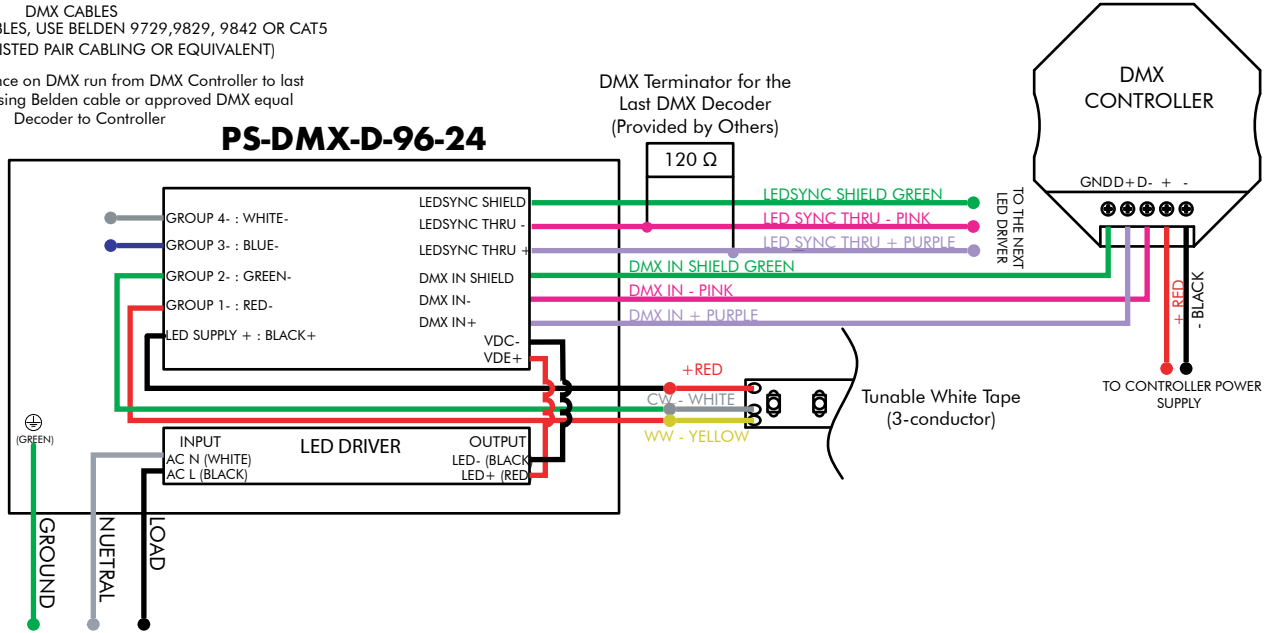 DMX CABLES
USE BELDEN 9729,9829, 9842 OR CAT5
PAIR CABLING OR EQUIVALENT)
on DMX run from DMX Controller to last
Belden cable or approved DMX equal
Decoder to Controller
PS-DMX-D-96-24
DMX Terminator for the
Last DMX Decoder
(Provided by Others)
120 Ω
DMX
CONTROLLER
GND D+ D- + -
GROUP 4- : WHITE-
GROUP 3- : BLUE-
GROUP 2- : GREEN-
GROUP 1- : RED-
LED SUPPLY + : BLACK+
LEDSYNC SHIELD
LEDSYNC THRU -
LEDSYNC THRU +
DMX IN SHIELD
DMX IN-
DMX IN+
VDC-
VDE+
LEDSYNC SHIELD GREEN
LED SYNC THRU - PINK
LED SYNC THRU + PURPLE
DMX IN SHIELD GREEN
DMX IN - PINK
DMX IN + PURPLE
TO THE NEXT
LED DRIVER
+ RED
- BLACK
TO CONTROLLER POWER
SUPPLY
+RED
CW - WHITE
WW - YELLOW
Tunable White Tape
(3-conductor)
(GREEN)
INPUT
AC N (WHITE)
AC L (BLACK)
LED DRIVER
OUTPUT
LED- (BLACK
LED+ (RED
GROUND
NUETRAL
LOAD